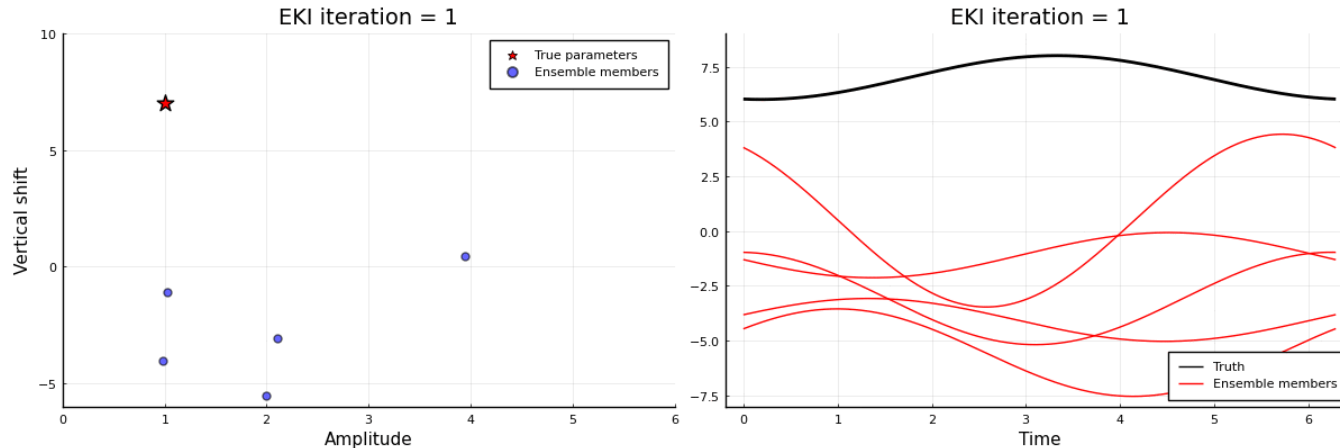 EKI iteration = 1
10
5
0
−5
0
1
2
3
4
5
6
Vertical shift
Amplitude
True parameters
Ensemble members
EKI iteration = 1
7.5
5.0
2.5
0.0
−2.5
−5.0
−7.5
0
1
2
3
4
5
6
Time
Truth
Ensemble members